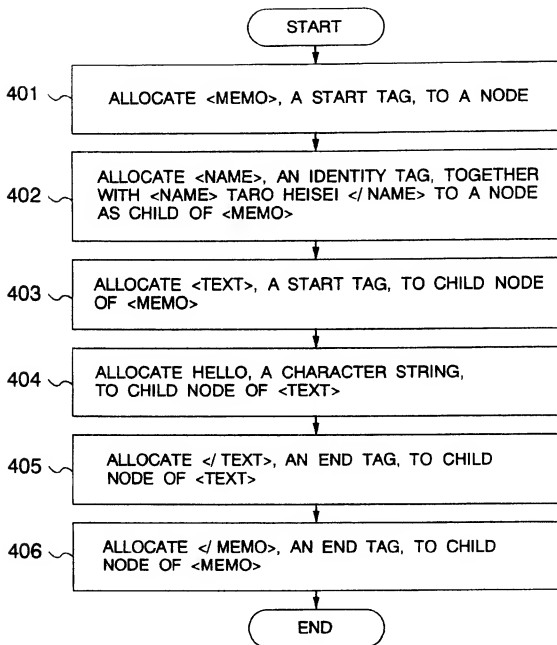 START
401
ALLOCATE <MEMO>, A START TAG, TO A NODE
402
ALLOCATE <NAME>, AN IDENTITY TAG, TOGETHER
WITH <NAME> TARO HEISEI </ NAME> TO A NODE
AS CHILD OF <MEMO>
403
ALLOCATE <TEXT>, A START TAG, TO CHILD NODE
OF <MEMO>
404
ALLOCATE HELLO, A CHARACTER STRING,
TO CHILD NODE OF <TEXT>
405
ALLOCATE </ TEXT>, AN END TAG, TO CHILD
NODE OF <TEXT>
406
ALLOCATE </ MEMO>, AN END TAG, TO CHILD
NODE OF <MEMO>
END